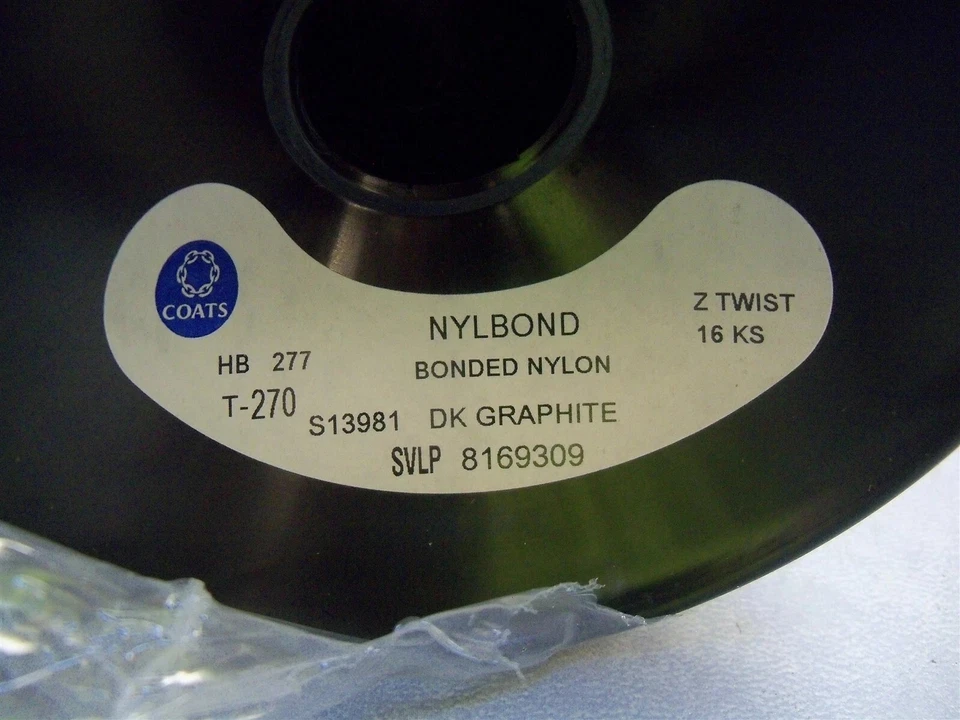 COATS
NYLBOND
Z TWIST
16 KS
HB 277
BONDED NYLON
T-270
S13981 DK GRAPHITE
SVLP 8169309